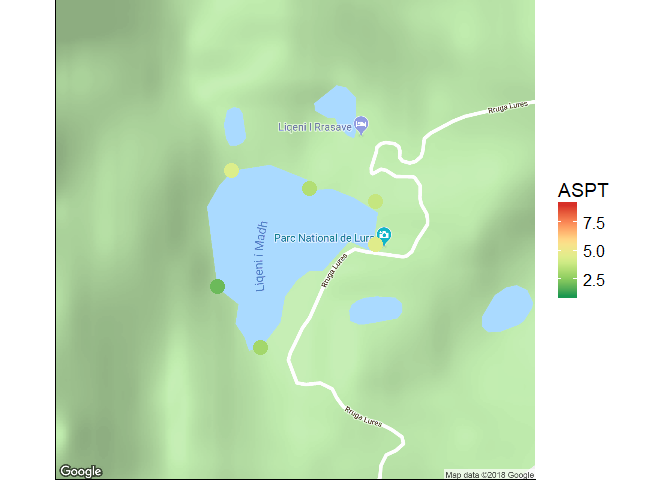 Rruga Lures
Liqeni I Rrasave
ASPT
7.5
Parc National de Lura
Liqeni i Madh
5.0
Rruga Lures
2.5
Rruga Lures
Google
Map data ©2018 Google